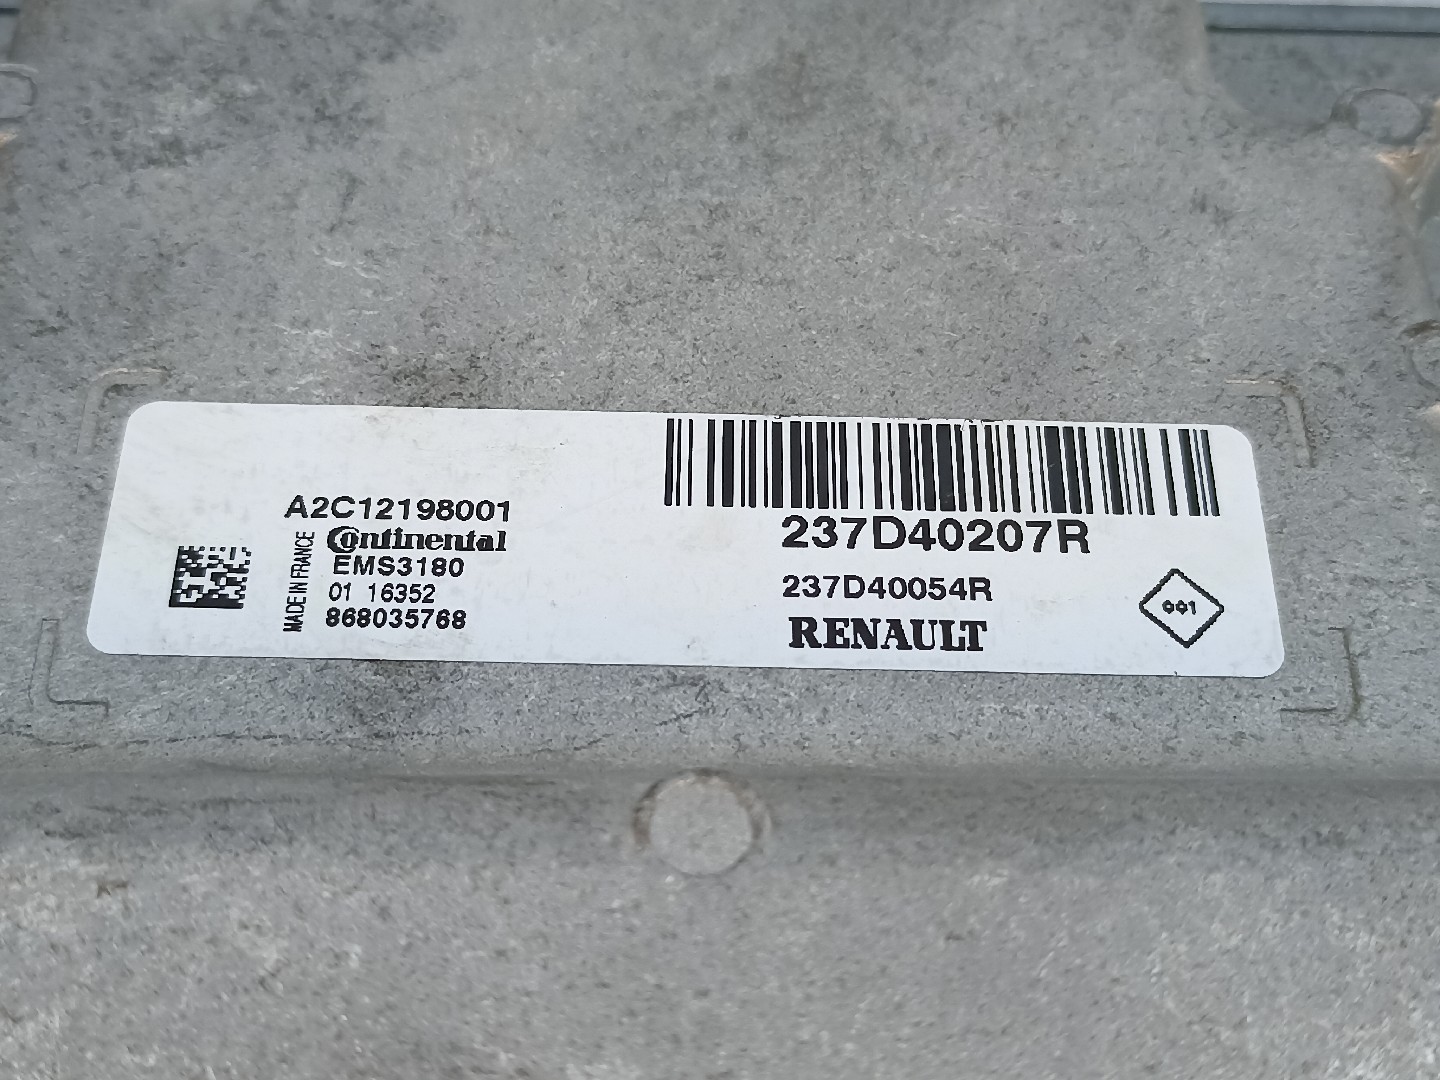 A2C12198001
Continental
EMS3180
01 16352
868035768
MADE IN FRANCE
237D40207R
237D40054R
RENAULT
001